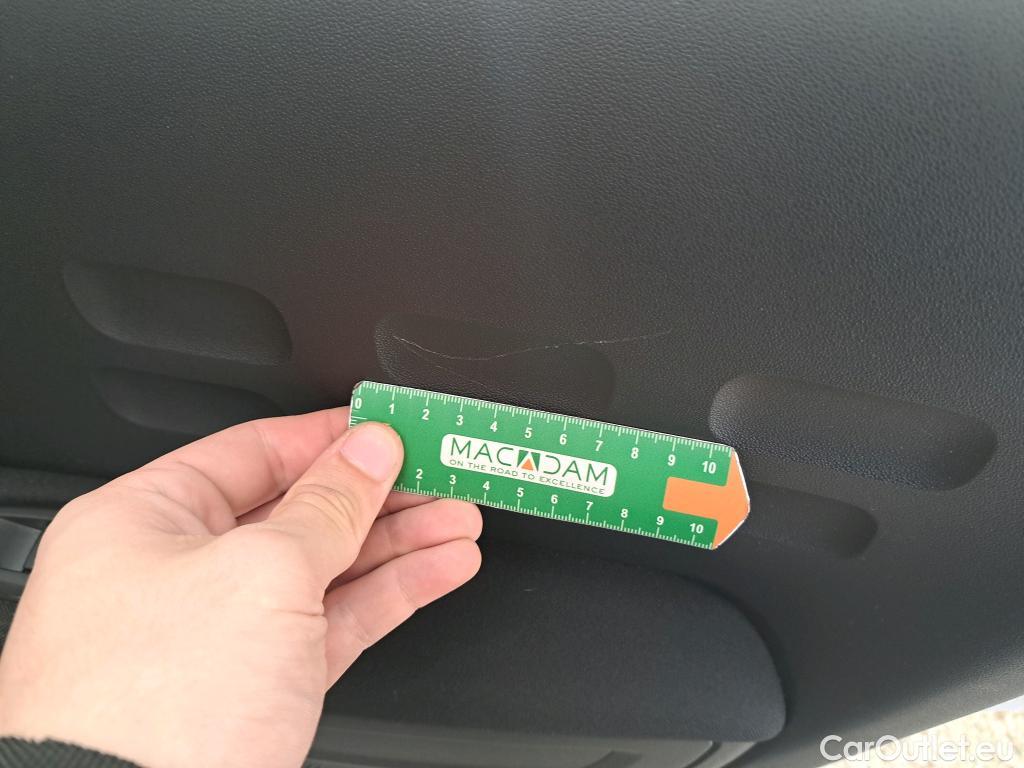 0 1 2 3 4 5 6 7 8 9 10
MACADAM
ON THE ROAD TO EXCELLENCE
2 3 4 5 6 7 8 9 10
CarOutlet.eu